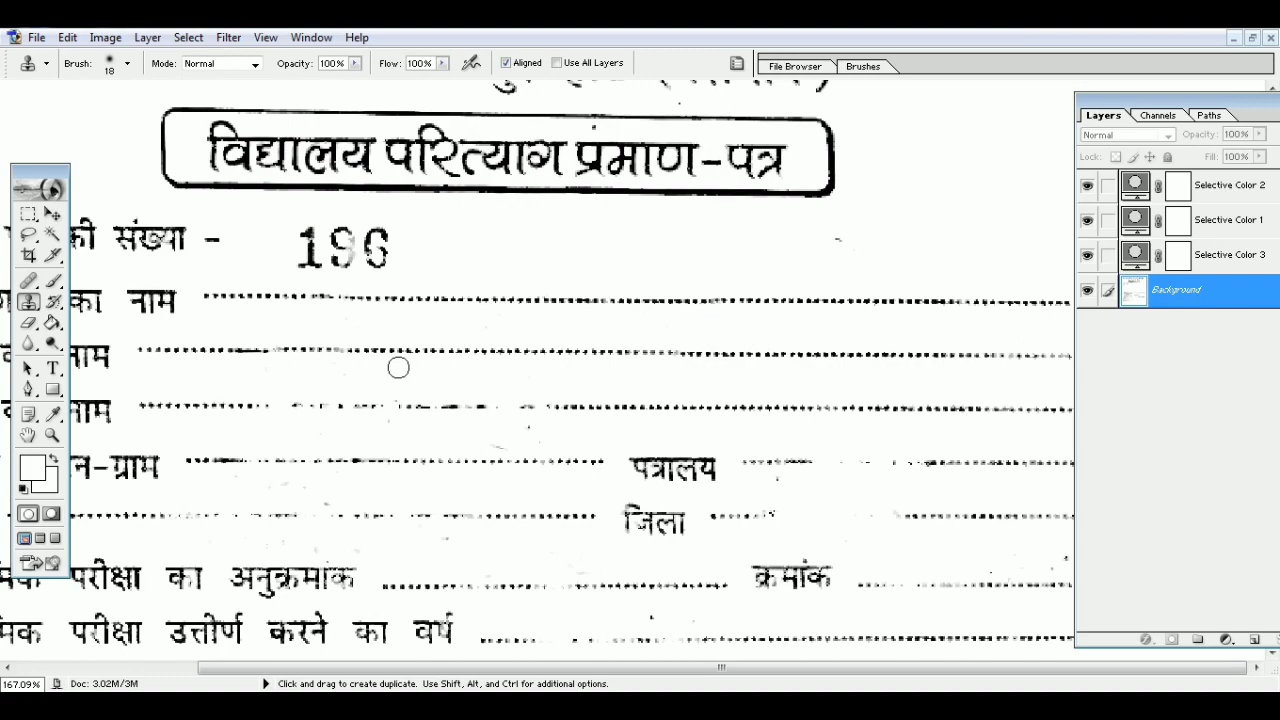 File Edit Image Layer Select Filter View Window Help
Brush: 18 Mode: Normal Opacity: 100% Flow: 100% Aligned Use All Layers File Browser Brushes
विद्यालय परित्याग प्रमाण-पत्र
की संख्या - 196
का नाम
नाम
नाम
न-ग्राम पत्रालय
जिला
परीक्षा का अनुक्रमांक क्रमांक
मिक परीक्षा उत्तीर्ण करने का वर्ष
Layers Channels Paths
Normal Opacity: 100%
Lock: Fill: 100%
Selective Color 2
Selective Color 1
Selective Color 3
Background
167.09% Doc: 3.02M/3M Click and drag to create duplicate. Use Shift, Alt, and Ctrl for additional options.